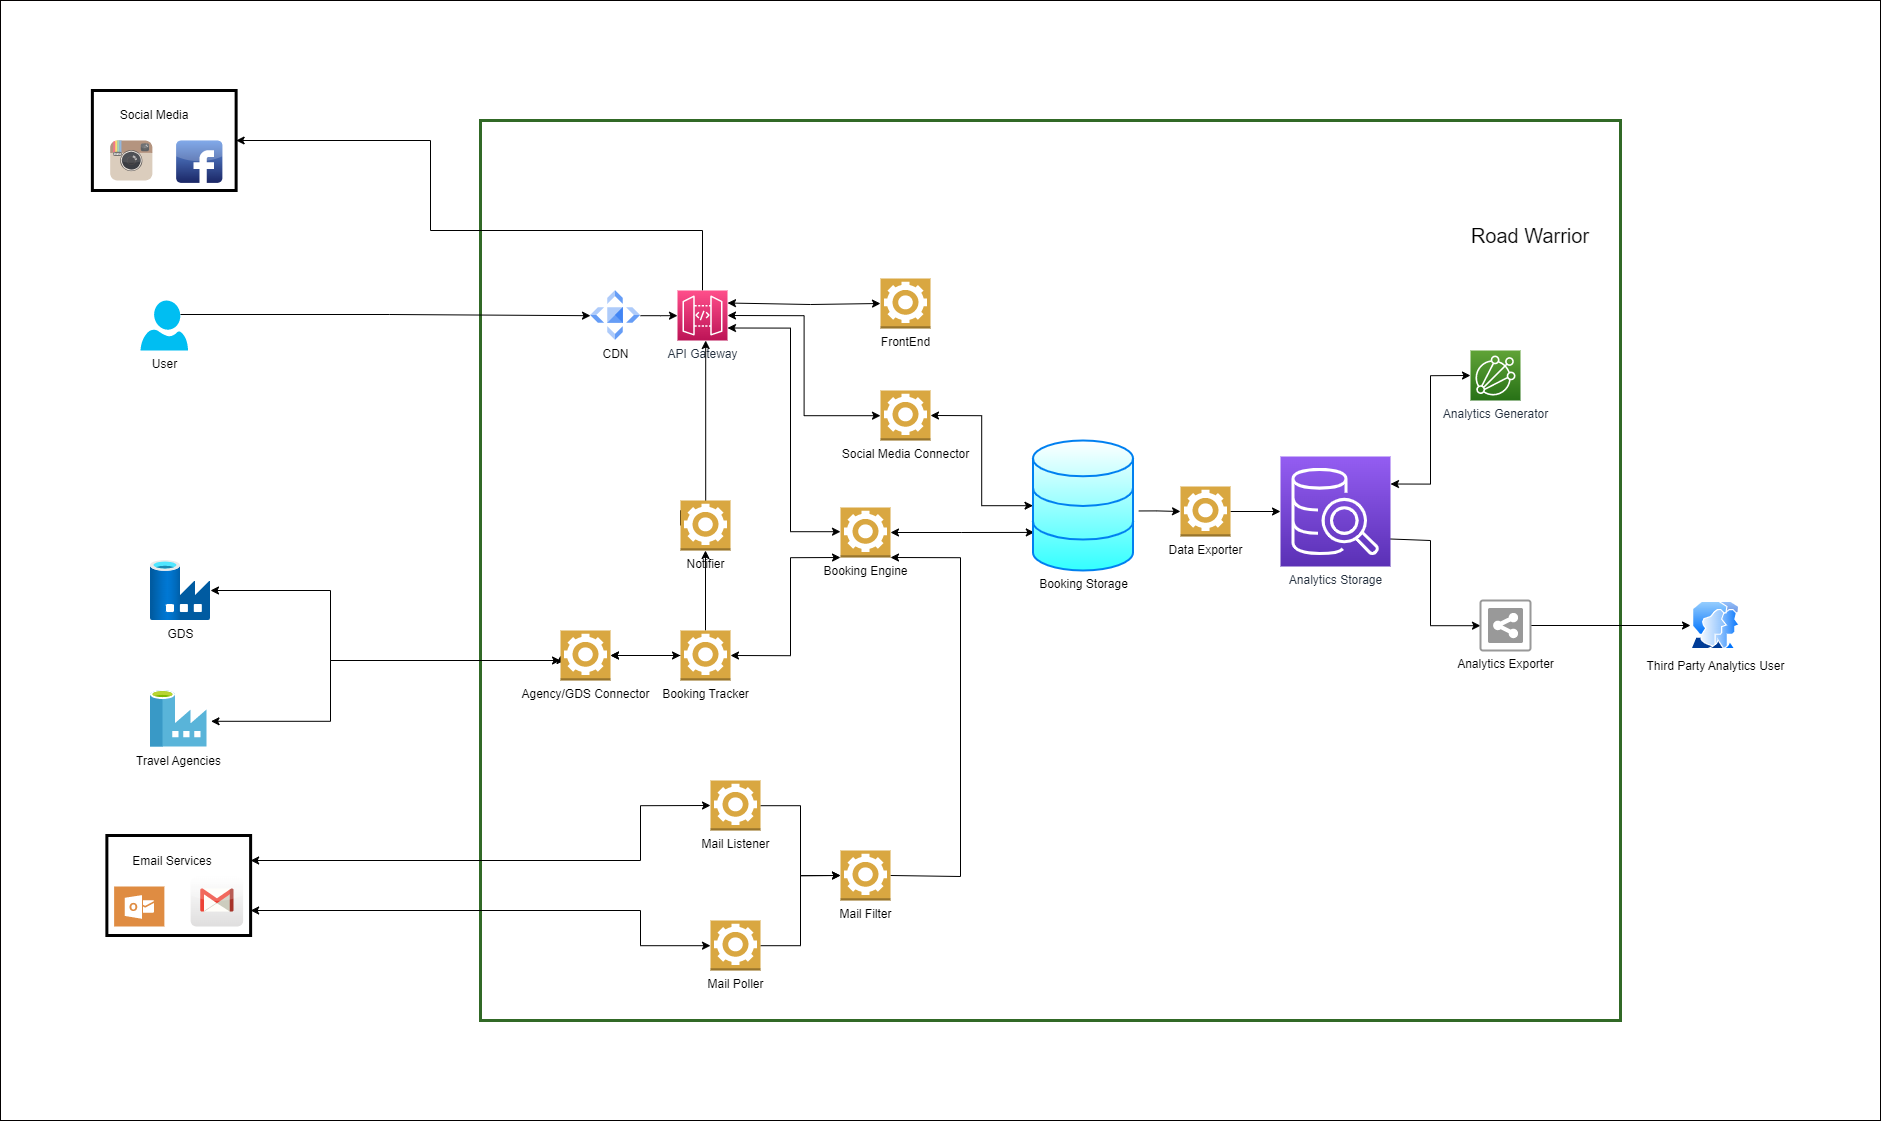 Social Media
Road Warrior
User
CDN
API Gateway
FrontEnd
Analytics Generator
Social Media Connector
Notifier
Booking Engine
Booking Storage
Data Exporter
Analytics Storage
GDS
Agency/GDS Connector
Booking Tracker
Analytics Exporter
Third Party Analytics User
Travel Agencies
Mail Listener
Email Services
Mail Filter
Mail Poller